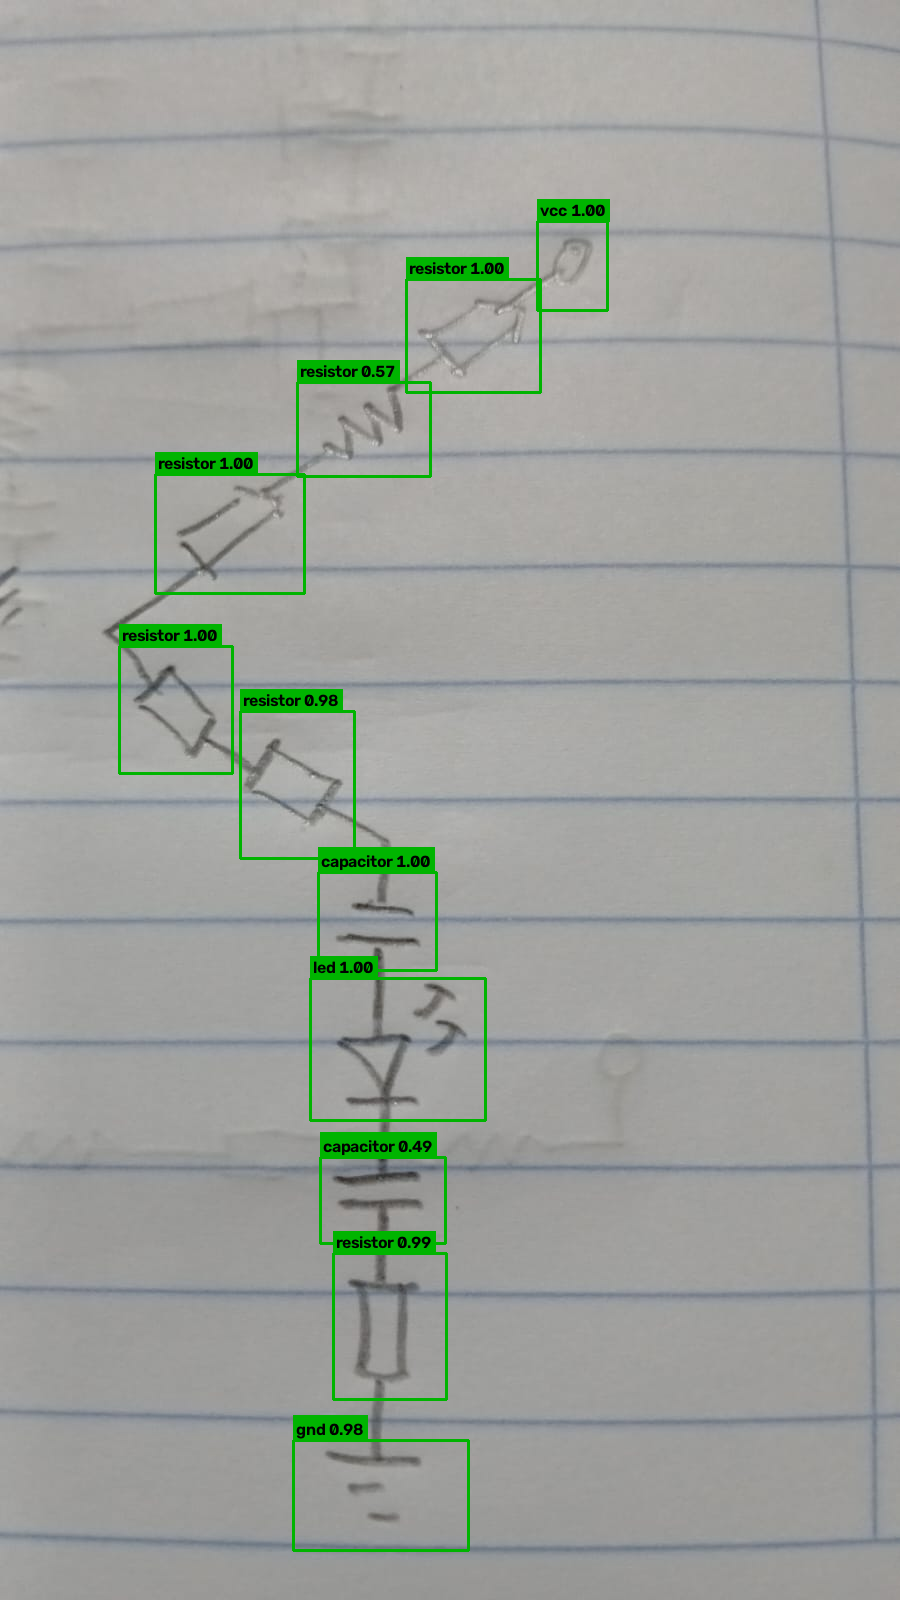 vcc 1.00
resistor 1.00
resistor 0.57
resistor 1.00
resistor 1.00
resistor 0.98
capacitor 1.00
led 1.00
capacitor 0.49
resistor 0.99
gnd 0.98